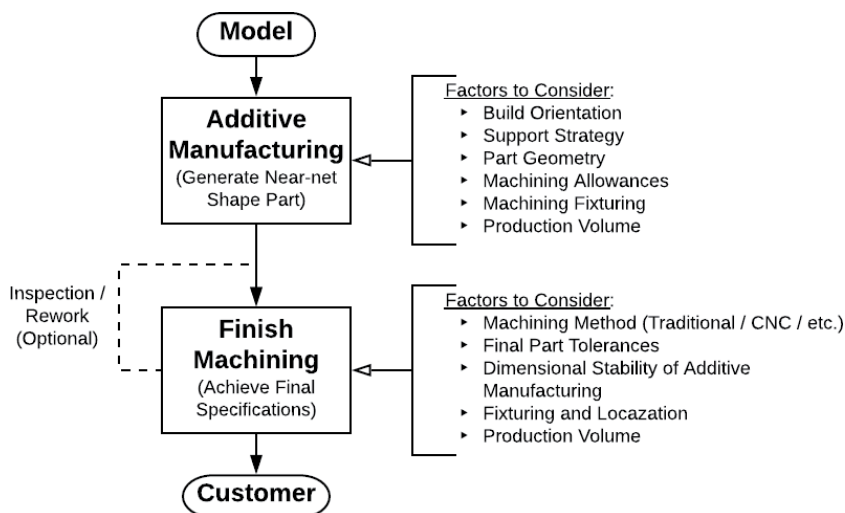 Model
Additive
Manufacturing
(Generate Near-net
Shape Part)
Factors to Consider:
‣ Build Orientation
‣ Support Strategy
‣ Part Geometry
‣ Machining Allowances
‣ Machining Fixturing
‣ Production Volume
Inspection /
Rework
(Optional)
Finish
Machining
(Achieve Final
Specifications)
Factors to Consider:
‣ Machining Method (Traditional / CNC / etc.)
‣ Final Part Tolerances
‣ Dimensional Stability of Additive
Manufacturing
‣ Fixturing and Locazation
‣ Production Volume
Customer